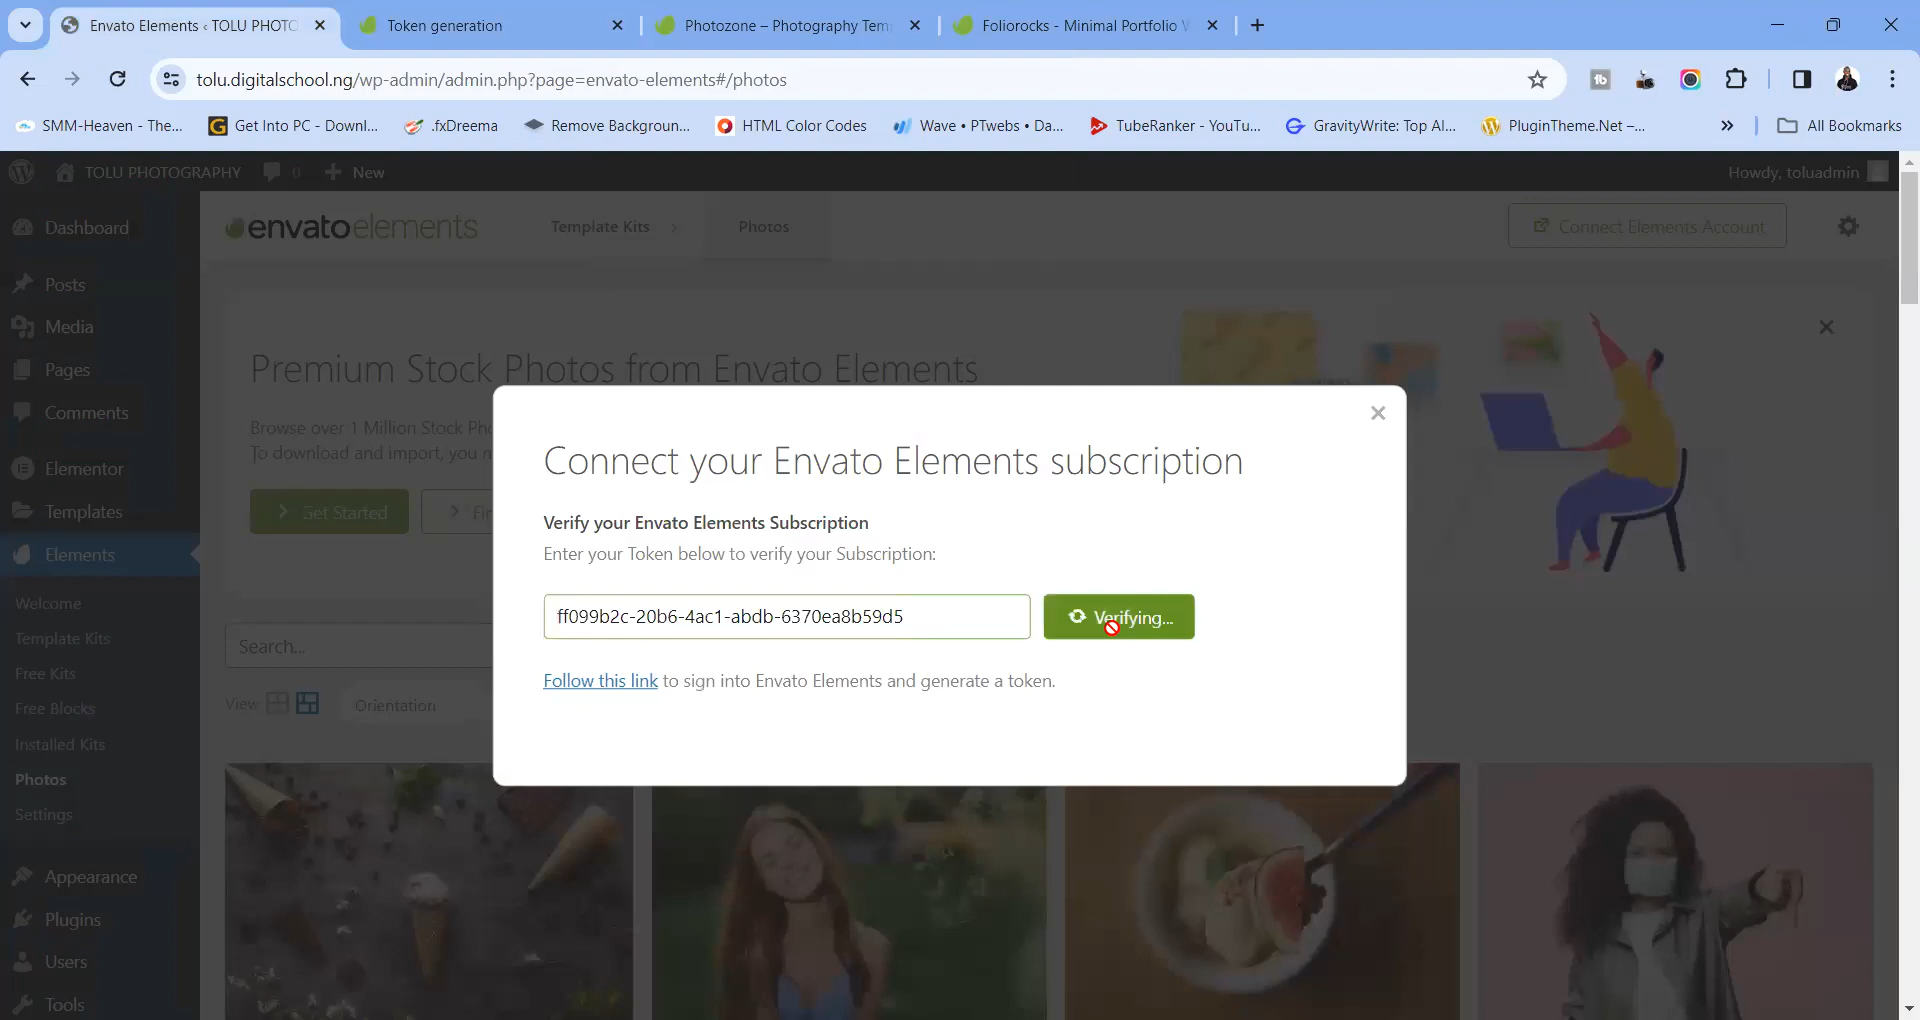 Envato Elements ‹ TOLU PHOTO
Token generation
Photozone – Photography Tem
Foliorocks - Minimal Portfolio
tolu.digitalschool.ng/wp-admin/admin.php?page=envato-elements#/photos
SMM-Heaven - The...
Get Into PC - Downl...
.fxDreema
Remove Backgroun...
HTML Color Codes
Wave • PTwebs • Da...
TubeRanker - YouTu...
GravityWrite: Top Al...
PluginTheme.Net –...
All Bookmarks
TOLU PHOTOGRAPHY
0
New
Howdy, toluadmin
Dashboard
Posts
Media
Pages
Comments
Elementor
Templates
Elements
Welcome
Template Kits
Free Kits
Free Blocks
Installed Kits
Photos
Settings
Appearance
Plugins
Users
Tools
envatoelements
Template Kits
Photos
Connect Elements Account
Premium Stock Photos from Envato Elements
Browse over 1 Million Stock Pho
To download and import, you n
Get Started
Search...
View
Orientation
Connect your Envato Elements subscription
Verify your Envato Elements Subscription
Enter your Token below to verify your Subscription:
ff099b2c-20b6-4ac1-abdb-6370ea8b59d5
Verifying...
Follow this link to sign into Envato Elements and generate a token.